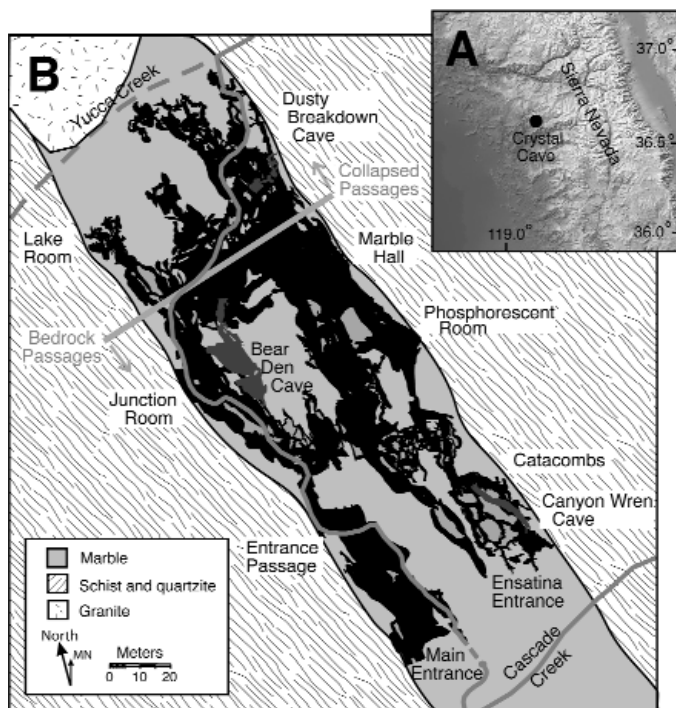 B
Yucca Creek
Dusty
Breakdown
Cave
Collapsed
Passages
Lake
Room
Marble
Hall
Phosphorescent
Room
Bedrock
Passages
Bear
Den
Cave
Junction
Room
Catacombs
Canyon Wren
Cave
Entrance
Passage
Ensatina
Entrance
Main
Entrance
Cascade
Creek
Marble
Schist and quartzite
Granite
North
MN
Meters
0 10 20
A
37.0°
Sierra Nevada
Crystal
Cave
36.5°
119.0°
36.0°